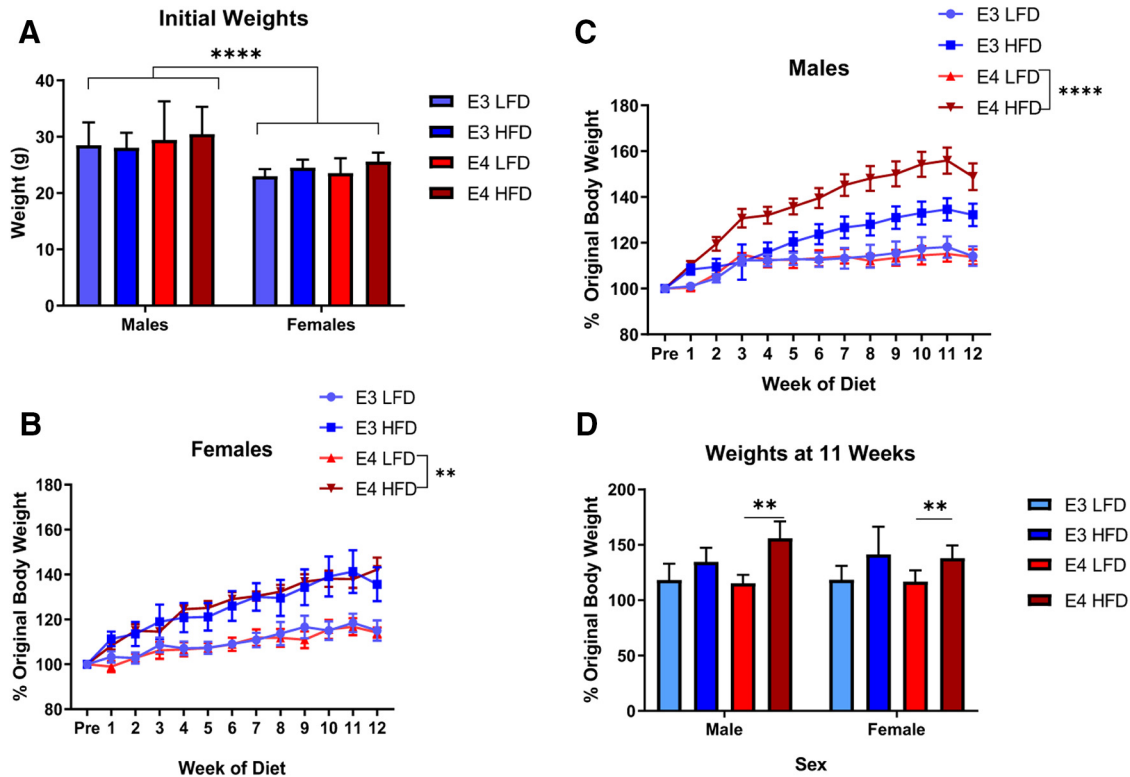 A
Initial Weights
****
Weight (g)
40
30
20
10
0
Males
Females
E3 LFD
E3 HFD
E4 LFD
E4 HFD
B
Females
E3 LFD
E3 HFD
E4 LFD
E4 HFD
**
% Original Body Weight
180
160
140
120
100
80
Pre 1 2 3 4 5 6 7 8 9 10 11 12
Week of Diet
C
Males
E3 LFD
E3 HFD
E4 LFD
E4 HFD
****
% Original Body Weight
180
160
140
120
100
80
Pre 1 2 3 4 5 6 7 8 9 10 11 12
Week of Diet
D
Weights at 11 Weeks
% Original Body Weight
200
150
100
50
0
**
**
Male
Female
Sex
E3 LFD
E3 HFD
E4 LFD
E4 HFD